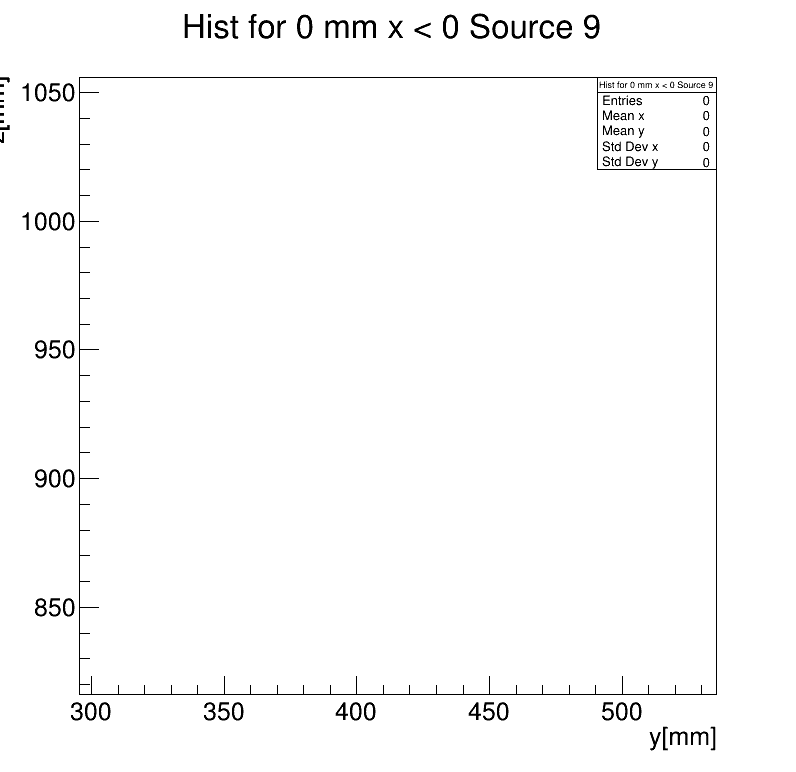 Hist for 0 mm x < 0 Source 9
z[mm]
1050
1000
950
900
850
300 350 400 450 500
y[mm]
Hist for 0 mm x < 0 Source 9
Entries 0
Mean x 0
Mean y 0
Std Dev x 0
Std Dev y 0